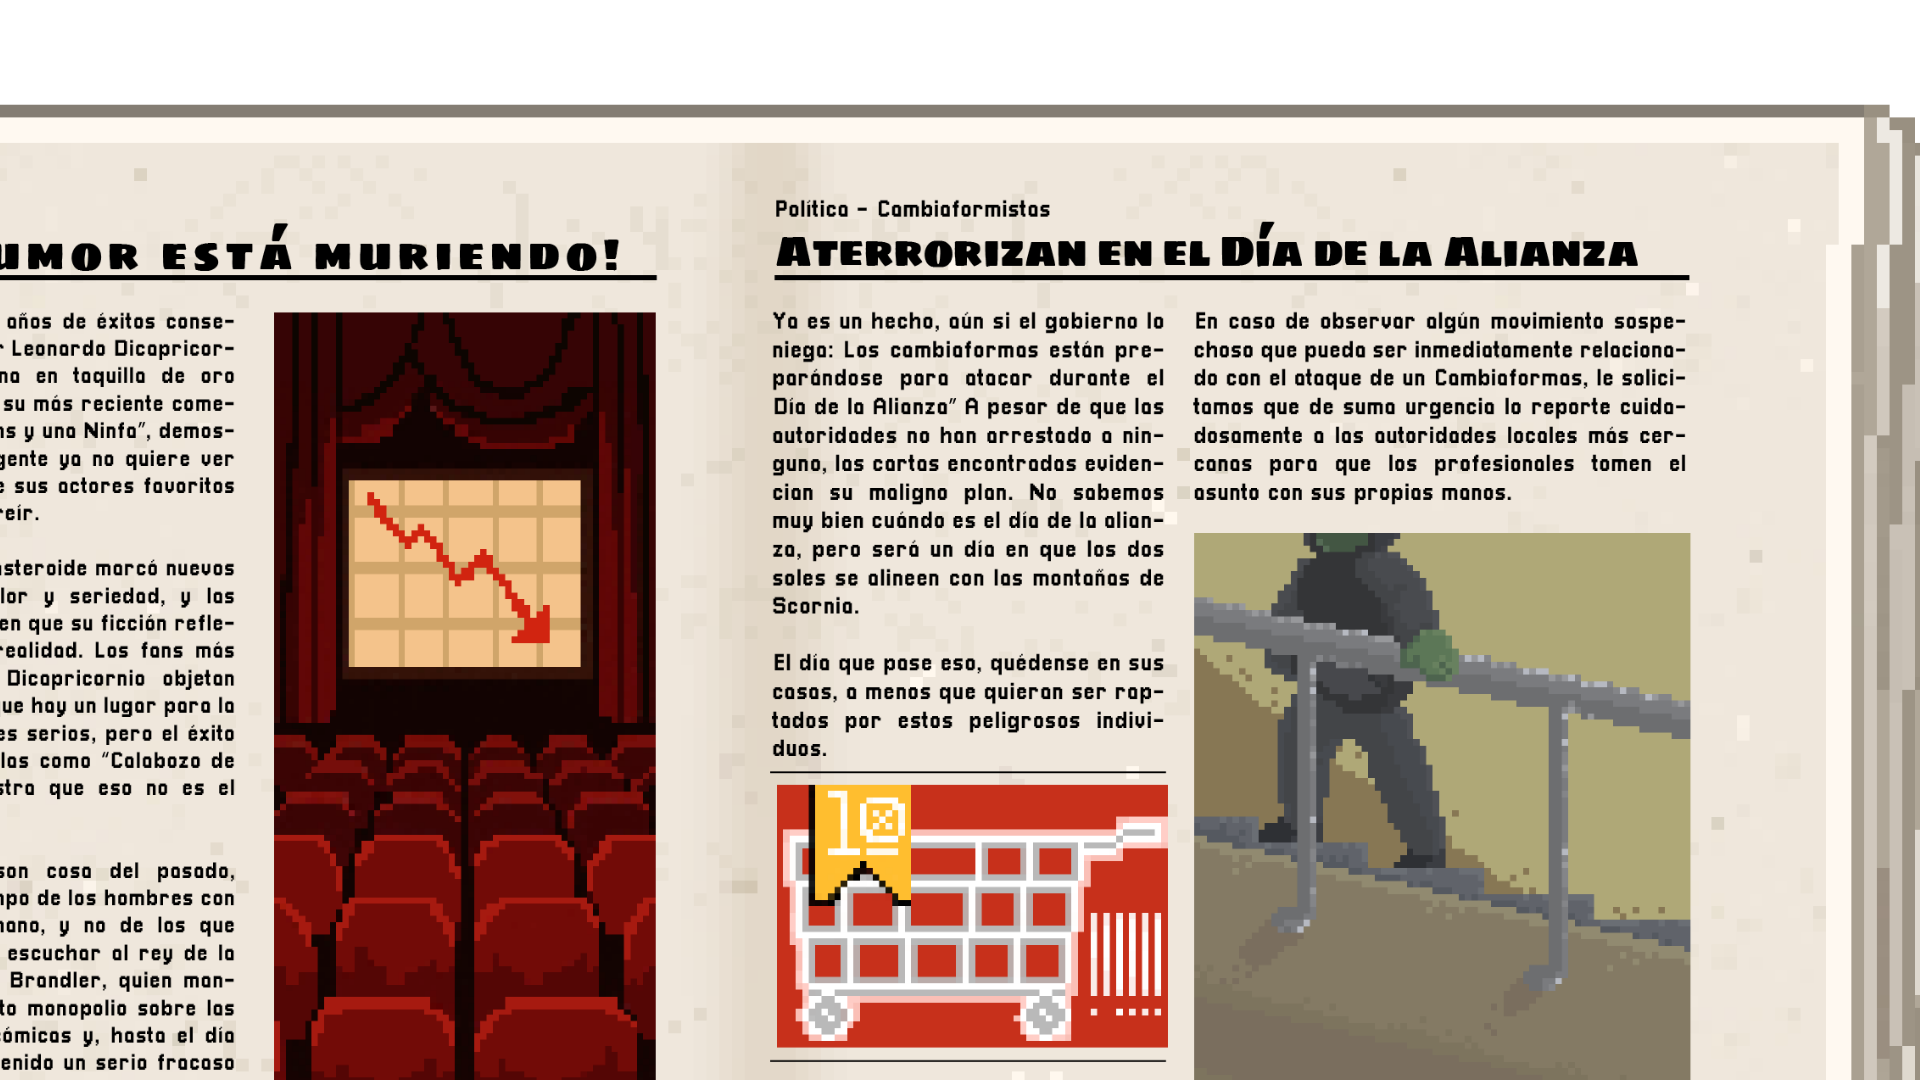 UMOR ESTÁ MURIENDO!
años de éxitos conse-
Leonardo Dicapricor-
en taquilla de oro
su más reciente come-
y una Ninfa", demos-
gente ya no quiere ver
sus actores favoritos
reír.
asteroide marcó nuevos
y seriedad, y las
en que su ficción refle-
realidad. Los fans más
Dicapricornio objetan
que hay un lugar para la
es serios, pero el éxito
las como "Calabozo de
stra que eso no es el
son cosa del pasado,
mpo de los hombres con
mano, y no de los que
escuchar al rey de la
Brandler, quien man-
to monopolio sobre las
cómicas y, hasta el día
enido un serio fracaso
Política - Cambiaformistas
Aterrorizan en el Día de la Alianza
Ya es un hecho, aún si el gobierno lo
niega: Los cambiaformas están pre-
parándose para atacar durante el
Día de la Alianza" A pesar de que las
autoridades no han arrestado a nin-
guno, las cartas encontradas eviden-
cian su maligno plan. No sabemos
muy bien cuándo es el día de la alian-
za, pero será un día en que los dos
soles se alineen con las montañas de
Scornia.
El día que pase eso, quédense en sus
casas, a menos que quieran ser rap-
tados por estos peligrosos indivi-
duos.
1
En caso de observar algún movimiento sospe-
choso que pueda ser inmediatamente relaciona-
do con el ataque de un Cambiaformas, le solici-
tamos que de suma urgencia lo reporte cuida-
dosamente a las autoridades locales más cer-
canas para que los profesionales tomen el
asunto con sus propias manos.